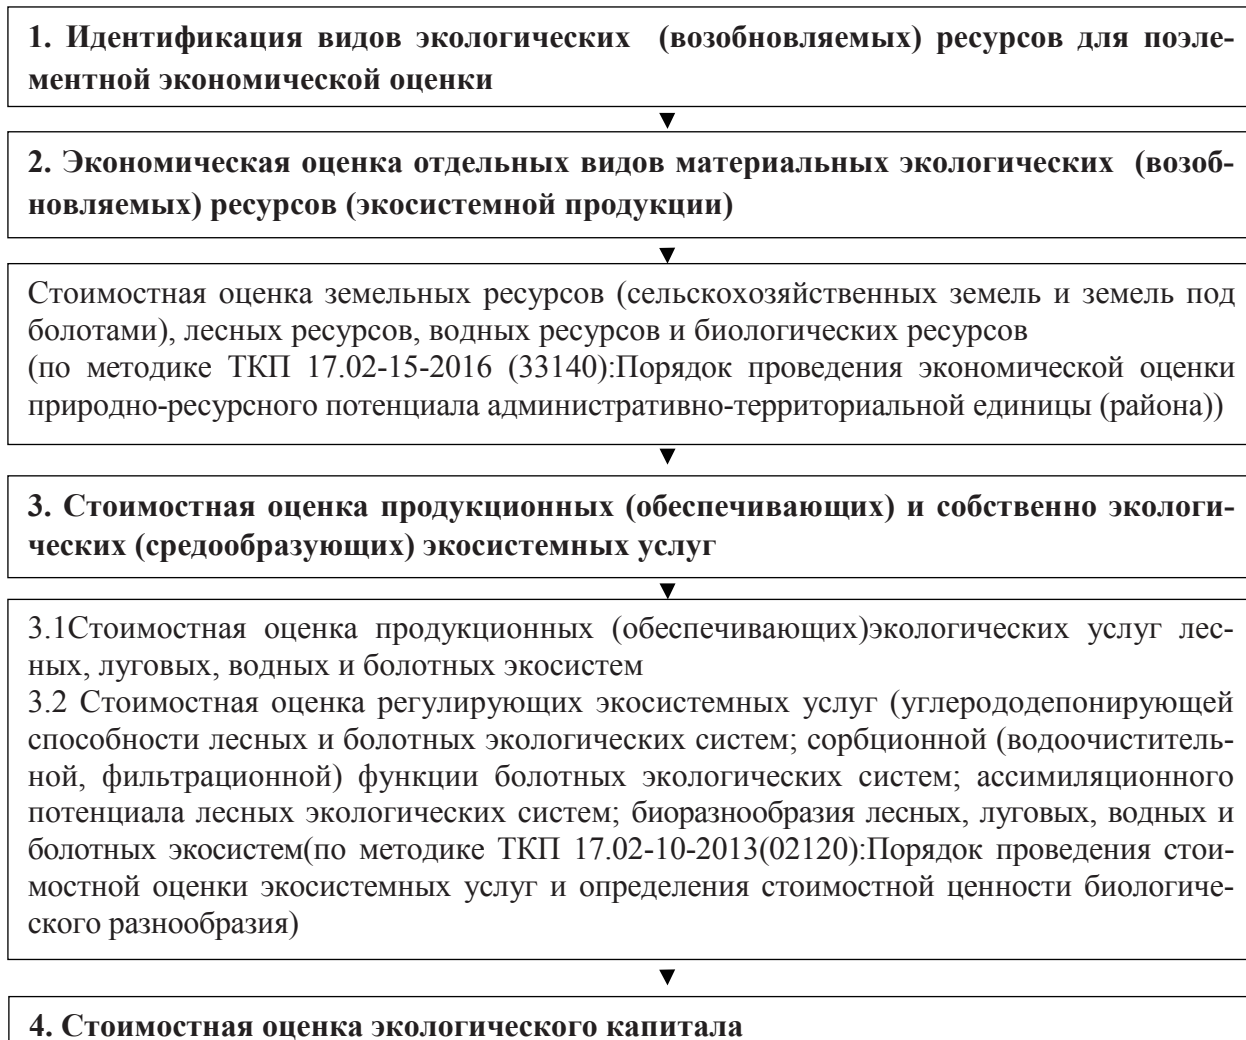 1. Идентификация видов экологических (возобновляемых) ресурсов для поэле-
ментной экономической оценки
2. Экономическая оценка отдельных видов материальных экологических (возоб-
новляемых) ресурсов (экосистемной продукции)
Стоимостная оценка земельных ресурсов (сельскохозяйственных земель и земель под
болотами), лесных ресурсов, водных ресурсов и биологических ресурсов
(по методике ТКП 17.02-15-2016 (33140):Порядок проведения экономической оценки
природно-ресурсного потенциала административно-территориальной единицы (района))
3. Стоимостная оценка продукционных (обеспечивающих) и собственно экологи-
ческих (средообразующих) экосистемных услуг
3.1Стоимостная оценка продукционных (обеспечивающих)экологических услуг лес-
ных, луговых, водных и болотных экосистем
3.2 Стоимостная оценка регулирующих экосистемных услуг (углерододепонирующей
способности лесных и болотных экологических систем; сорбционной (водоочиститель-
ной, фильтрационной) функции болотных экологических систем; ассимиляционного
потенциала лесных экологических систем; биоразнообразия лесных, луговых, водных и
болотных экосистем(по методике ТКП 17.02-10-2013(02120):Порядок проведения стои-
мостной оценки экосистемных услуг и определения стоимостной ценности биологиче-
ского разнообразия)
4. Стоимостная оценка экологического капитала